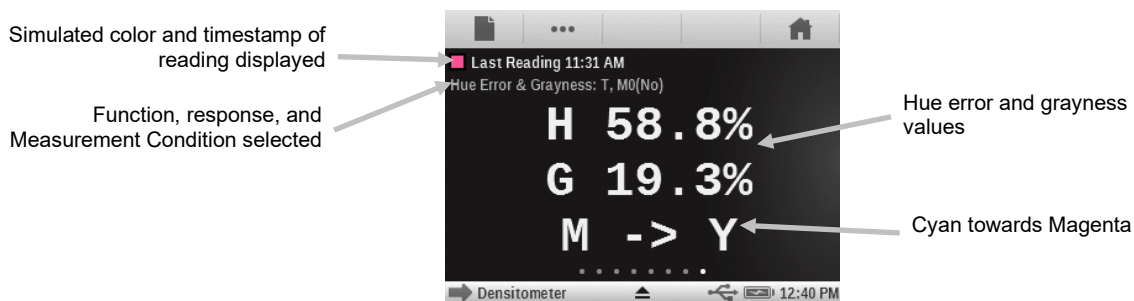 Simulated color and timestamp of
reading displayed
Function, response, and
Measurement Condition selected
Last Reading 11:31 AM
Hue Error & Grayness: T, M0(No)
H 58.8%
G 19.3%
M -> Y
Densitometer
12:40 PM
Hue error and grayness
values
Cyan towards Magenta